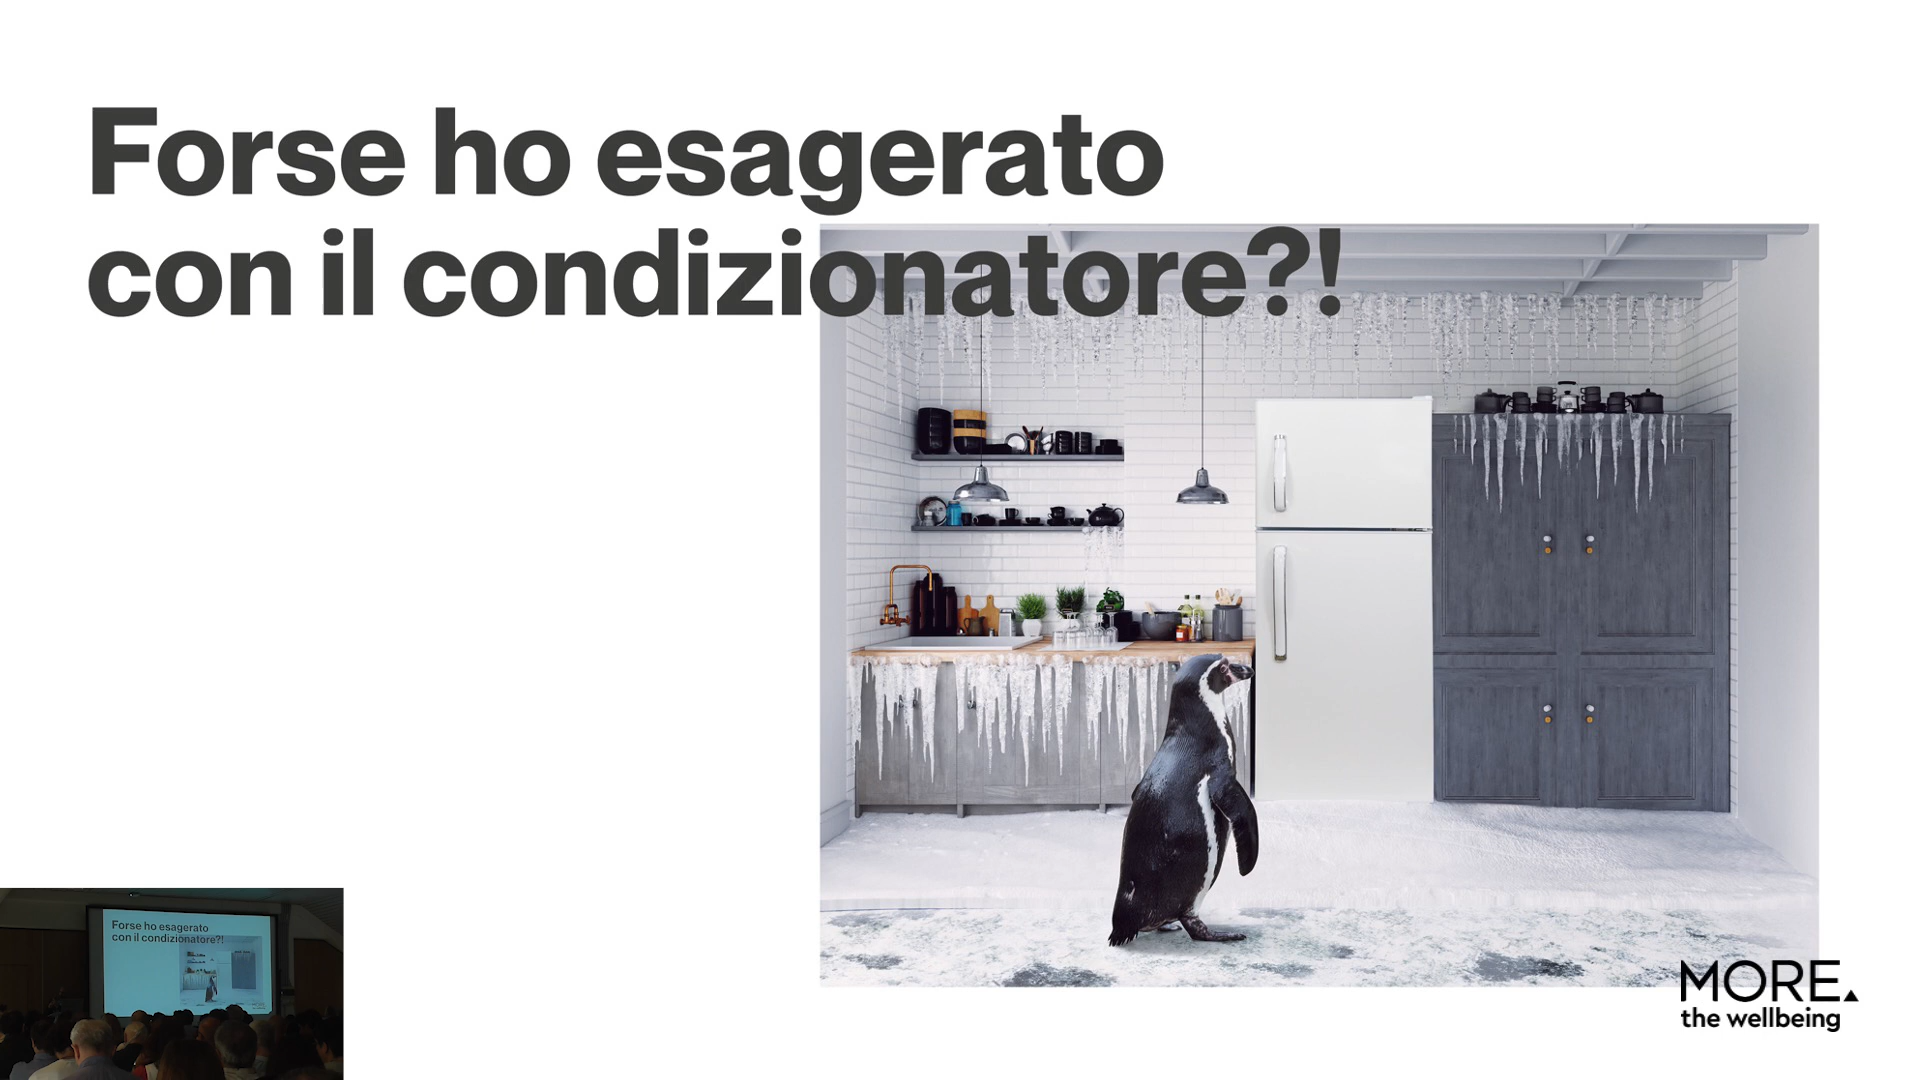 Forse ho esagerato
con il condizionatore?!
MORE.
the wellbeing
Forse ho esagerato
con il condizionatore?!